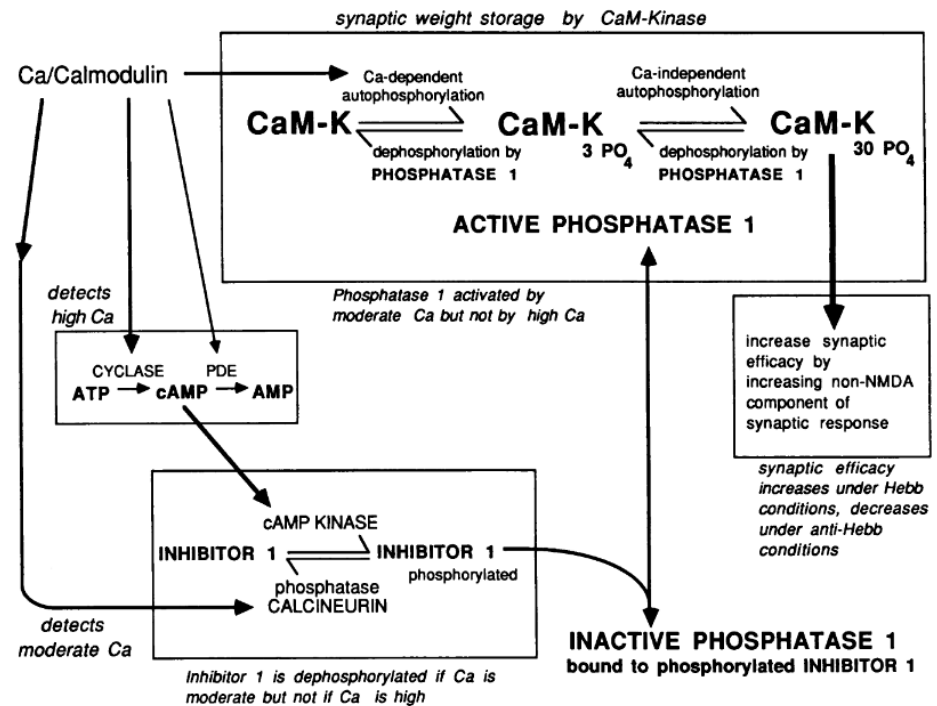 synaptic weight storage by CaM-Kinase
Ca/Calmodulin
Ca-dependent
autophosphorylation
Ca-independent
autophosphorylation
CaM-K
CaM-K
3 PO4
CaM-K
30 PO4
dephosphorylation by
PHOSPHATASE 1
dephosphorylation by
PHOSPHATASE 1
ACTIVE PHOSPHATASE 1
Phosphatase 1 activated by
moderate Ca but not by high Ca
detects
high Ca
CYCLASE
PDE
ATP
cAMP
AMP
increase synaptic
efficacy by
increasing non-NMDA
component of
synaptic response
synaptic efficacy
increases under Hebb
conditions, decreases
under anti-Hebb
conditions
cAMP KINASE
INHIBITOR 1
INHIBITOR 1
phosphorylated
phosphatase
CALCINEURIN
detects
moderate Ca
INACTIVE PHOSPHATASE 1
bound to phosphorylated INHIBITOR 1
Inhibitor 1 is dephosphorylated if Ca is
moderate but not if Ca is high